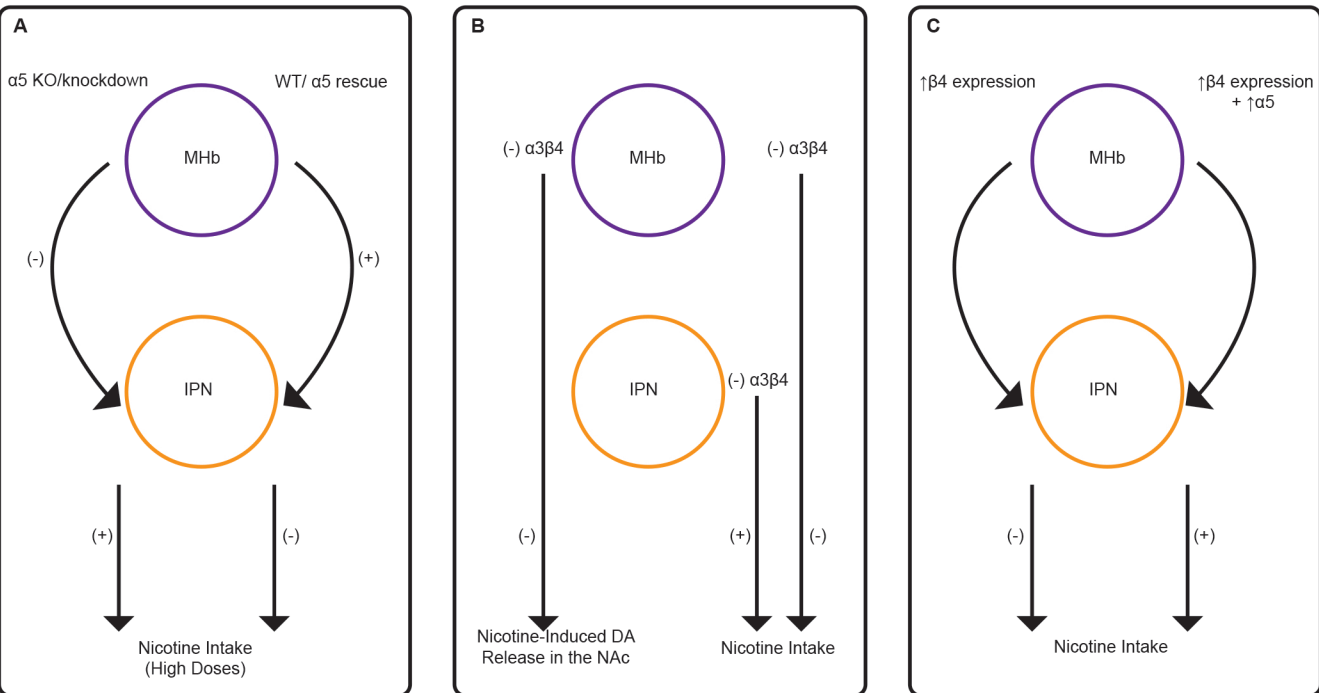 A
α5 KO/knockdown
WT/ α5 rescue
MHb
(-)
(+)
IPN
(+)
(-)
Nicotine Intake
(High Doses)
B
(-) α3β4
MHb
(-) α3β4
IPN
(-) α3β4
(-)
(+)
(-)
Nicotine-Induced DA
Release in the NAc
Nicotine Intake
C
↑β4 expression
↑β4 expression
+ ↑α5
MHb
IPN
(-)
(+)
Nicotine Intake